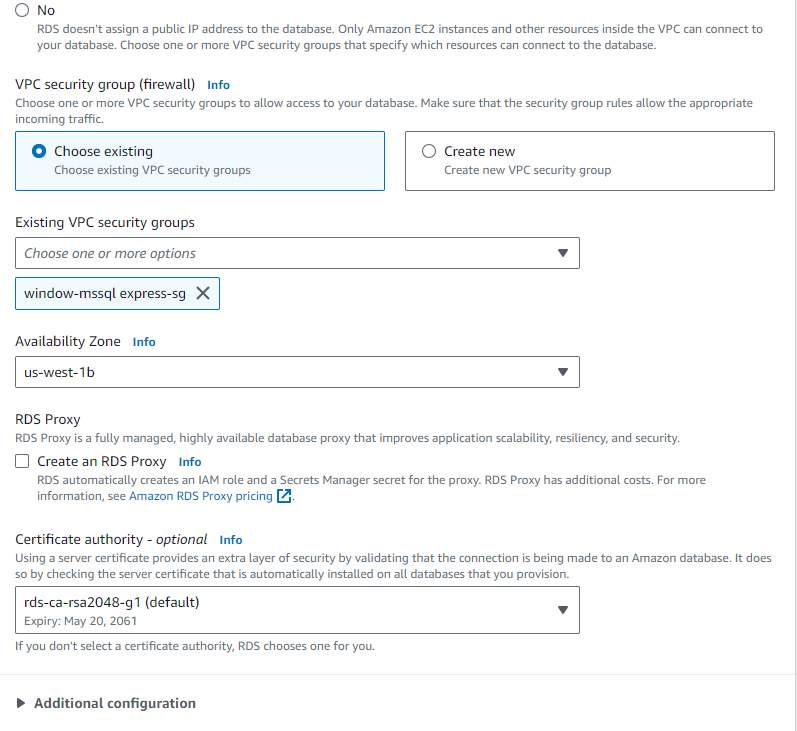 No
RDS doesn't assign a public IP address to the database. Only Amazon EC2 instances and other resources inside the VPC can connect to
your database. Choose one or more VPC security groups that specify which resources can connect to the database.
VPC security group (firewall) Info
Choose one or more VPC security groups to allow access to your database. Make sure that the security group rules allow the appropriate
incoming traffic.
Choose existing
Choose existing VPC security groups
Create new
Create new VPC security group
Existing VPC security groups
Choose one or more options
window-mssql express-sg
Availability Zone Info
us-west-1b
RDS Proxy
RDS Proxy is a fully managed, highly available database proxy that improves application scalability, resiliency, and security.
Create an RDS Proxy Info
RDS automatically creates an IAM role and a Secrets Manager secret for the proxy. RDS Proxy has additional costs. For more
information, see Amazon RDS Proxy pricing.
Certificate authority - optional Info
Using a server certificate provides an extra layer of security by validating that the connection is being made to an Amazon database. It does
so by checking the server certificate that is automatically installed on all databases that you provision.
rds-ca-rsa2048-g1 (default)
Expiry: May 20, 2061
If you don't select a certificate authority, RDS chooses one for you.
Additional configuration